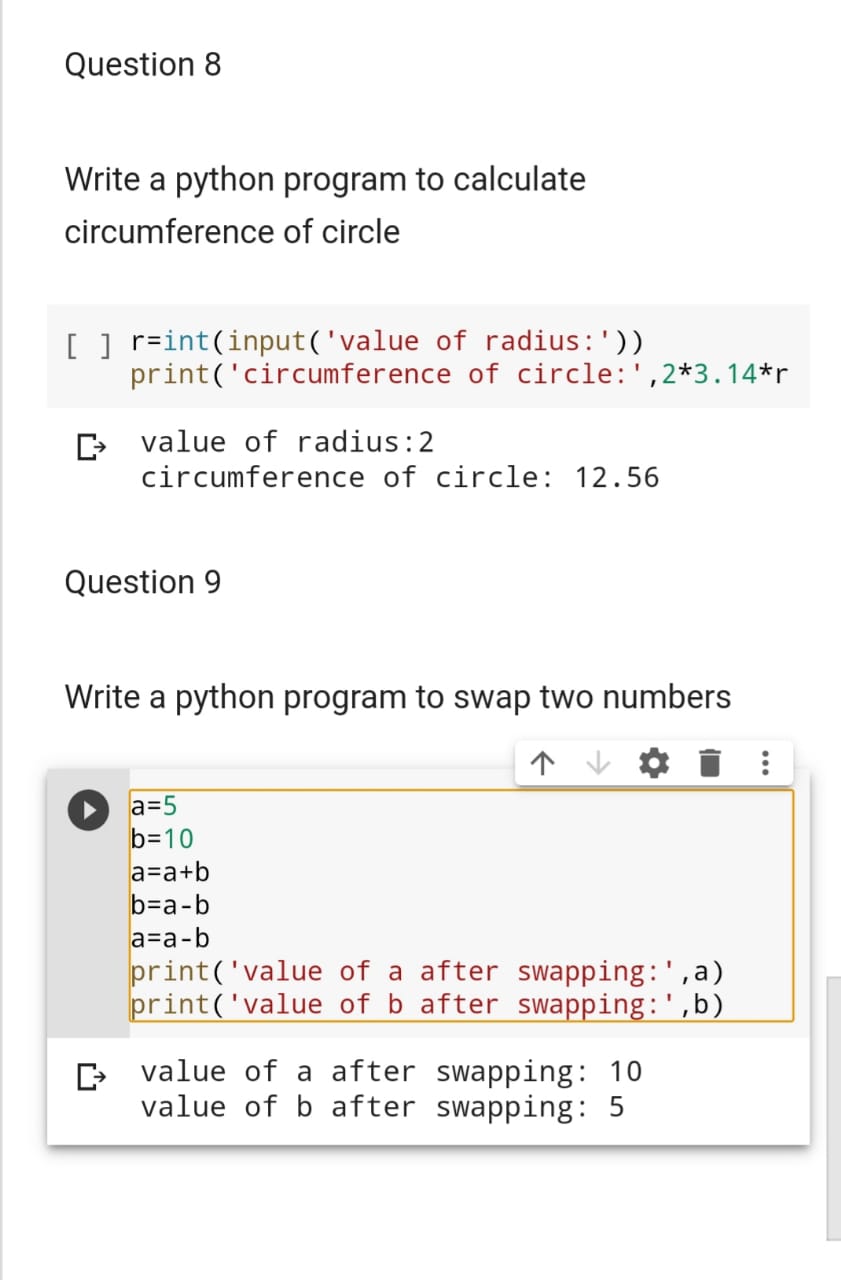 Question 8
Write a python program to calculate
circumference of circle
[ ] r=int(input('value of radius:'))
print('circumference of circle:',2*3.14*r
value of radius:2
circumference of circle: 12.56
Question 9
Write a python program to swap two numbers
a=5
b=10
a=a+b
b=a-b
a=a-b
print('value of a after swapping:',a)
print('value of b after swapping:',b)
value of a after swapping: 10
value of b after swapping: 5